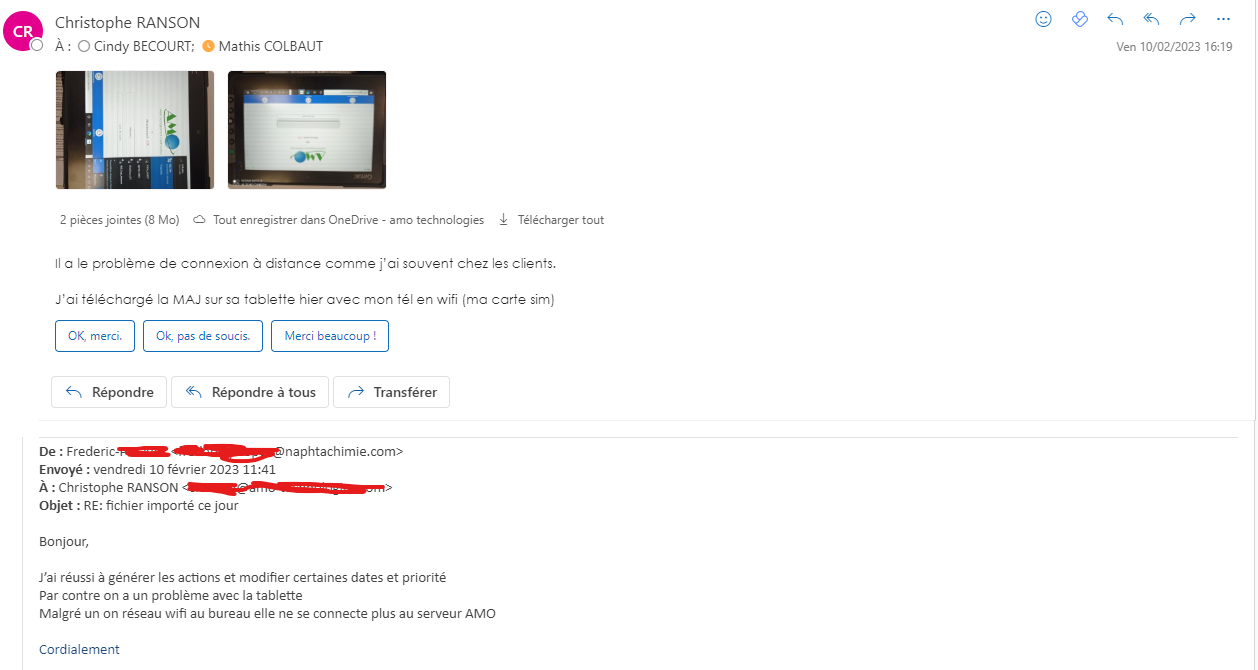 CR
Christophe RANSON
À : Cindy BECOURT; Mathis COLBAUT
Ven 10/02/2023 16:19
AMO
AMO
Getac
2 pièces jointes (8 Mo) Tout enregistrer dans OneDrive - amo technologies Télécharger tout
Il a le problème de connexion à distance comme j'ai souvent chez les clients.
J'ai téléchargé la MAJ sur sa tablette hier avec mon tél en wifi (ma carte sim)
OK, merci. Ok, pas de soucis. Merci beaucoup !
Répondre Répondre à tous Transférer
De : Frederic- < @naphtachimie.com>
Envoyé : vendredi 10 février 2023 11:41
À : Christophe RANSON < >
Objet : RE: fichier importé ce jour
Bonjour,
J'ai réussi à générer les actions et modifier certaines dates et priorité
Par contre on a un problème avec la tablette
Malgré un on réseau wifi au bureau elle ne se connecte plus au serveur AMO
Cordialement